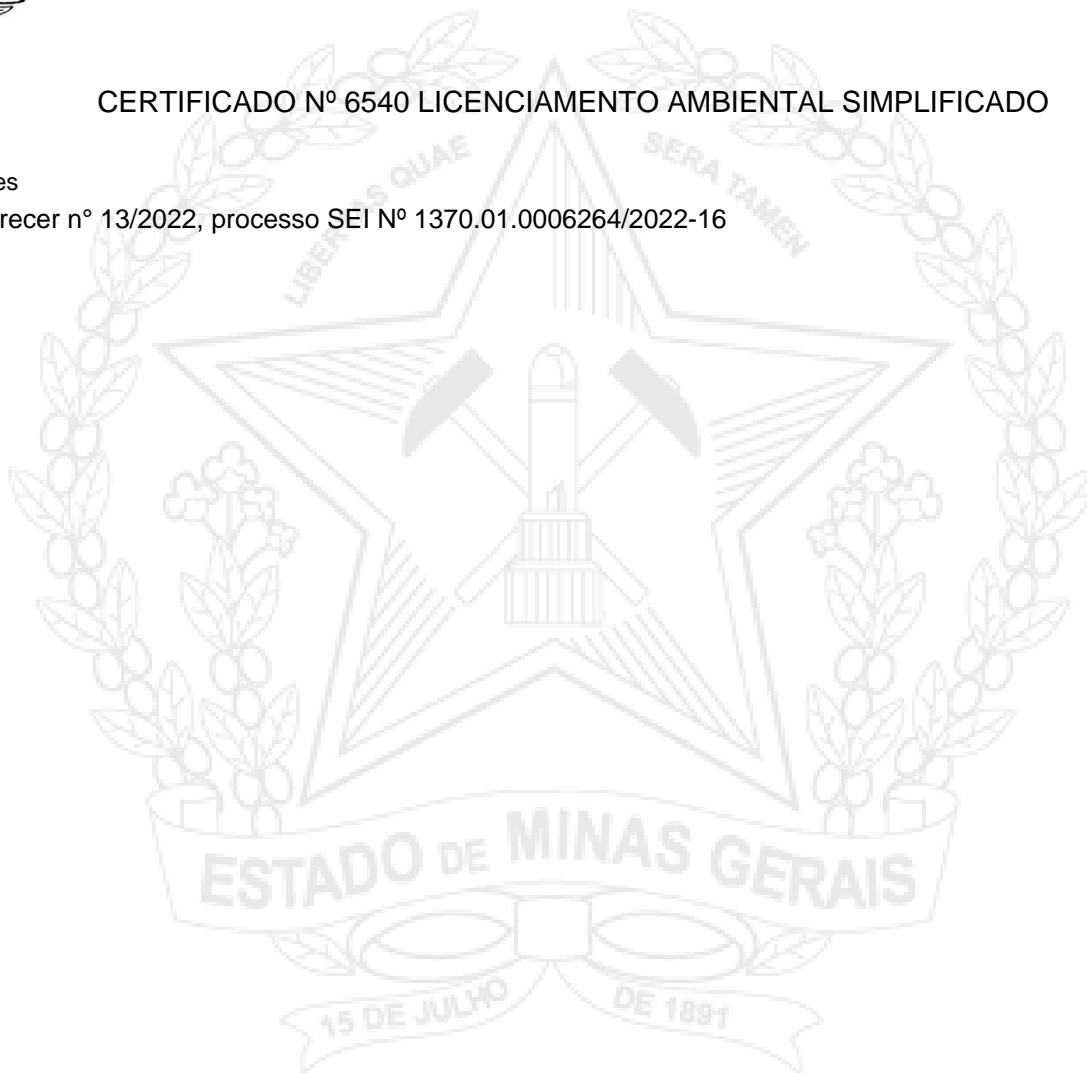 CERTIFICADO Nº 6540 LICENCIAMENTO AMBIENTAL SIMPLIFICADO
es
recer n° 13/2022, processo SEI Nº 1370.01.0006264/2022-16
LIBERTAS QUAE SERA TAMEN
ESTADO DE MINAS GERAIS
15 DE JULHO DE 1891